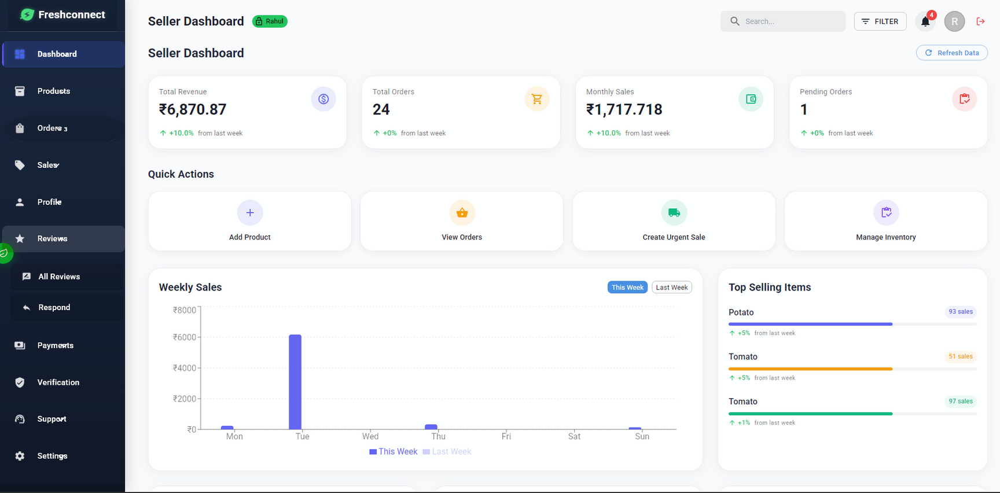 Freshconnect
Dashboard
Products
Orders 3
Sales
Profile
Reviews
All Reviews
Respond
Payments
Verification
Support
Settings
Seller Dashboard
Rahul
Search...
FILTER
4
R
Seller Dashboard
Refresh Data
Total Revenue
₹6,870.87
+10.0% from last week
Total Orders
24
+0% from last week
Monthly Sales
₹1,717.718
+10.0% from last week
Pending Orders
1
+0% from last week
Quick Actions
Add Product
View Orders
Create Urgent Sale
Manage Inventory
Weekly Sales
This Week
Last Week
₹8000
₹6000
₹4000
₹2000
₹0
Mon Tue Wed Thu Fri Sat Sun
This Week Last Week
Top Selling Items
Potato 93 sales
+5% from last week
Tomato 51 sales
+5% from last week
Tomato 97 sales
+1% from last week